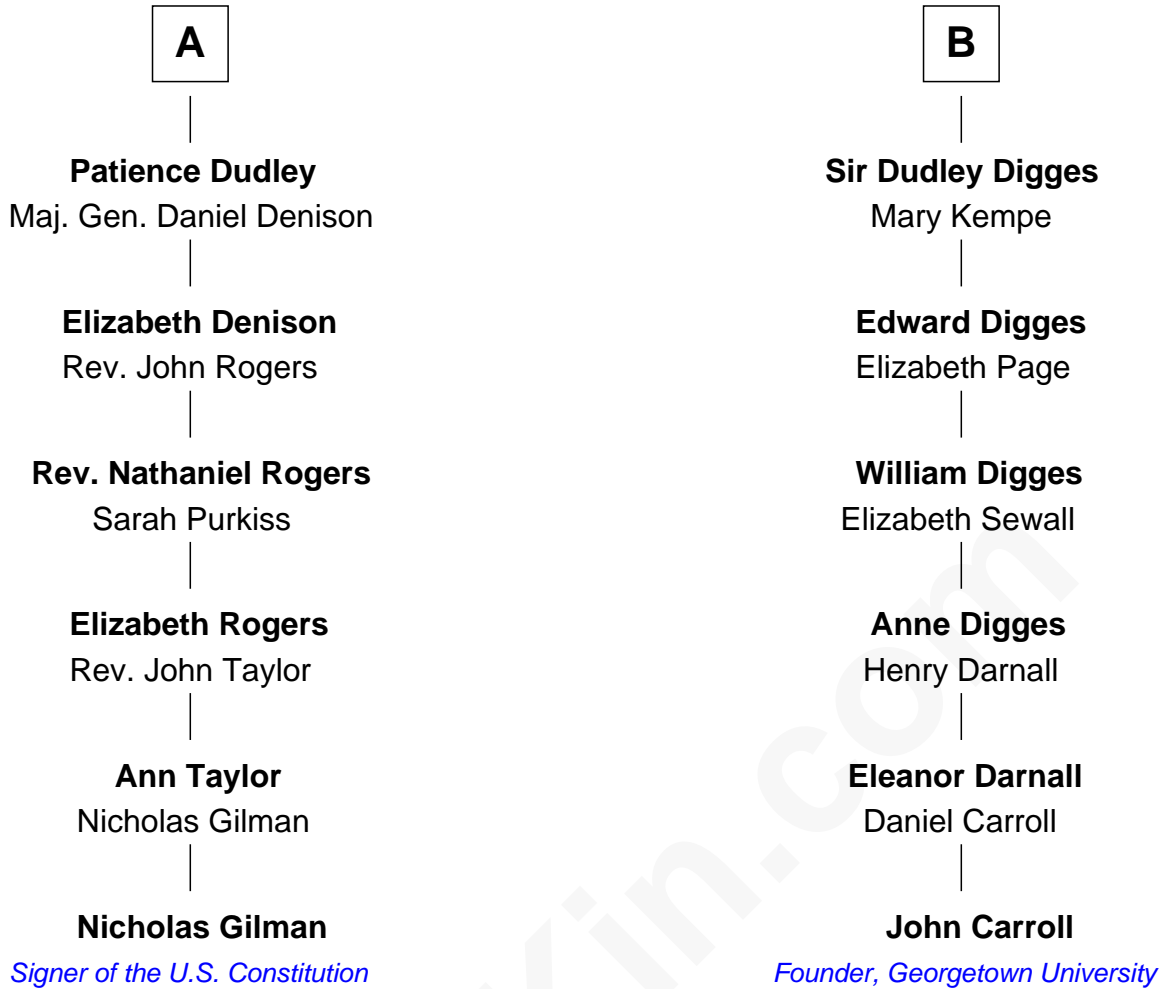 A
Patience Dudley
Maj. Gen. Daniel Denison
Elizabeth Denison
Rev. John Rogers
Rev. Nathaniel Rogers
Sarah Purkiss
Elizabeth Rogers
Rev. John Taylor
Ann Taylor
Nicholas Gilman
Nicholas Gilman
Signer of the U.S. Constitution
B
Sir Dudley Digges
Mary Kempe
Edward Digges
Elizabeth Page
William Digges
Elizabeth Sewall
Anne Digges
Henry Darnall
Eleanor Darnall
Daniel Carroll
John Carroll
Founder, Georgetown University
Kin.com